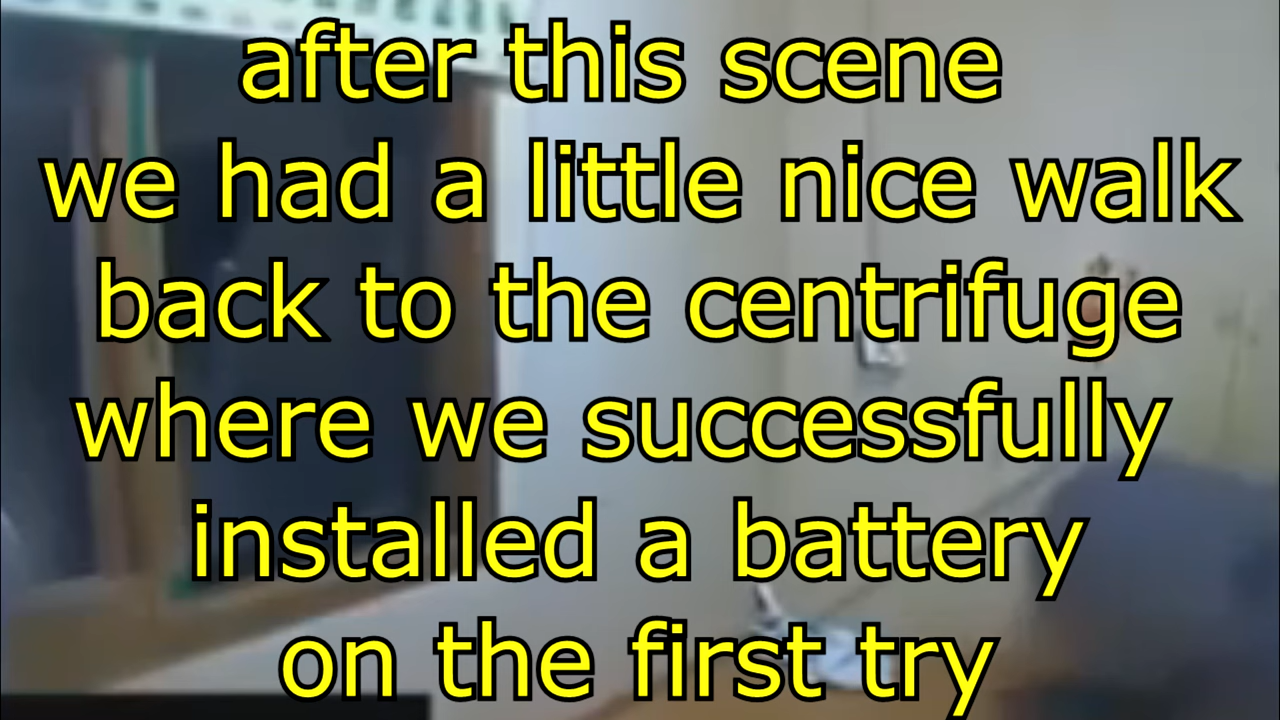 after this scene
we had a little nice walk
back to the centrifuge
where we successfully
installed a battery
on the first try